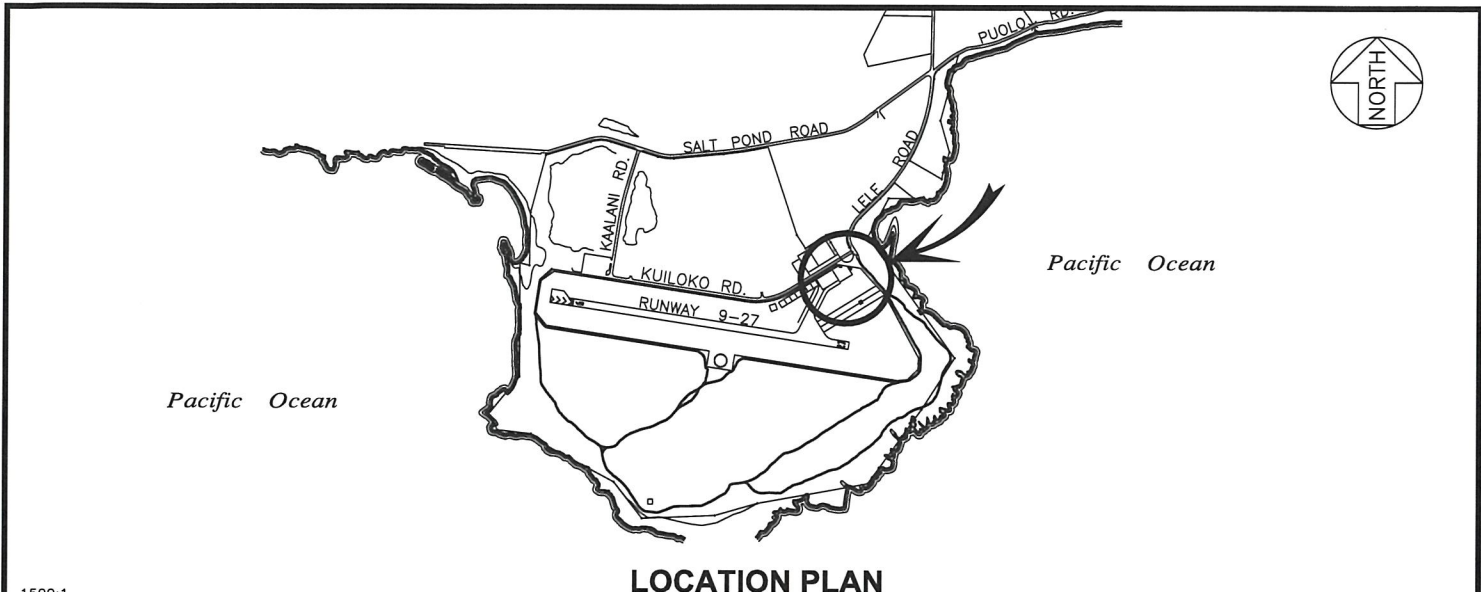 PUOLO RD.
NORTH
SALT POND ROAD
KAALANI RD.
LELE ROAD
KUILOKO RD.
RUNWAY 9-27
Pacific Ocean
Pacific Ocean
LOCATION PLAN